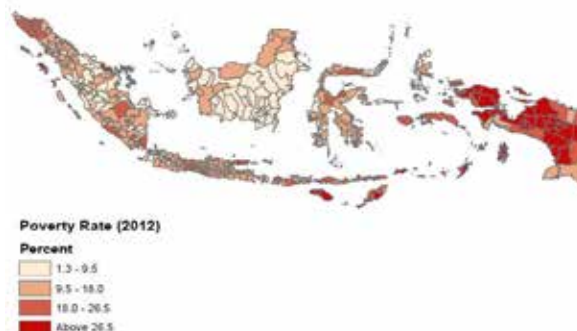 Poverty Rate (2012)
Percent
1.3 - 9.5
9.5 - 18.0
18.0 - 26.5
Above 26.5